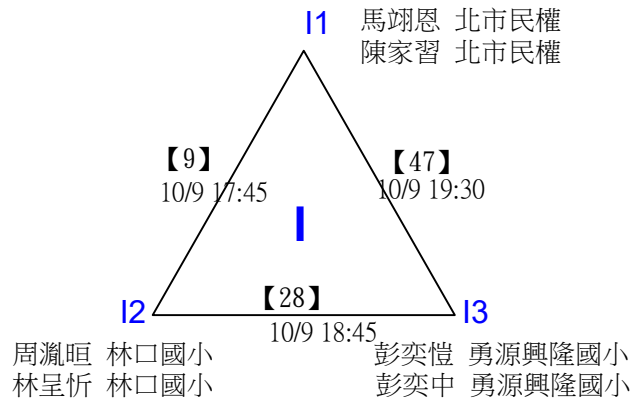 I1 馬翊恩 北市民權
陳家習 北市民權
【9】
10/9 17:45
【47】
10/9 19:30
I
【28】
10/9 18:45
I2
I3
周瀧晅 林口國小
林呈忻 林口國小
彭奕愷 勇源興隆國小
彭奕中 勇源興隆國小